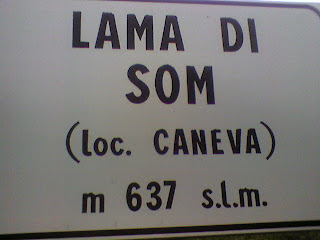 LAMA DI
SOM
(loc. CANEVA)
m 637 s.l.m.